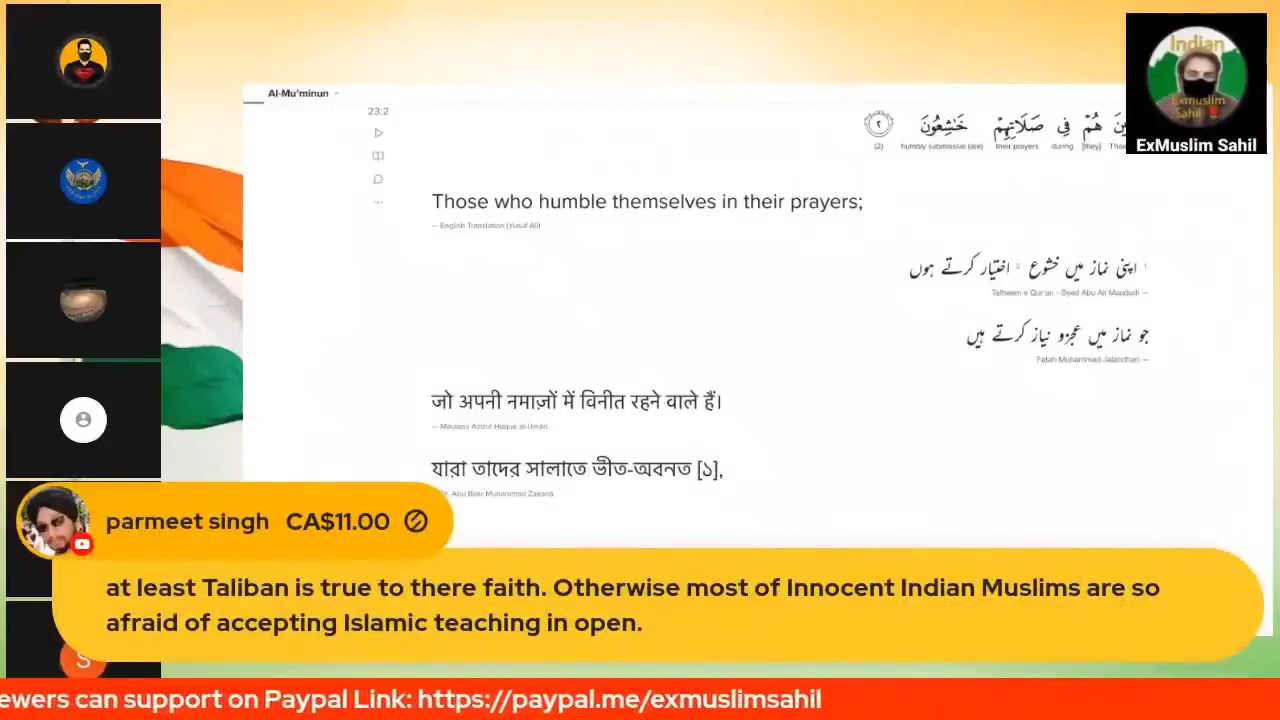 Al-Mu'minun
23:2
هُمْ فِي صَلَاتِهِمْ خَشِعُونَ ٢
(2) humbly submissive (are) their prayers during [they]
Indian
Exmuslim
Sahil
ExMuslim Sahil
Those who humble themselves in their prayers;
— English Translation (Yusuf Ali)
اپنی نماز میں خشوع اختیار کرتے ہوں
Tafheem e Qur'an - Syed Abu Ali Maududi —
جو نماز میں عجزو نیاز کرتے ہیں
Fatah Muhammad Jalandhari —
जो अपनी नमाज़ों में विनीत रहने वाले हैं।
— Maulana Azizul Haque al-Umari
যারা তাদের সালাতে ভীত-অবনত [১],
Abu Bakr Muhammad Zakaria
parmeet singh CA$11.00
at least Taliban is true to there faith. Otherwise most of Innocent Indian Muslims are so
afraid of accepting Islamic teaching in open.
S
ewers can support on Paypal Link: https://paypal.me/exmuslimsahil